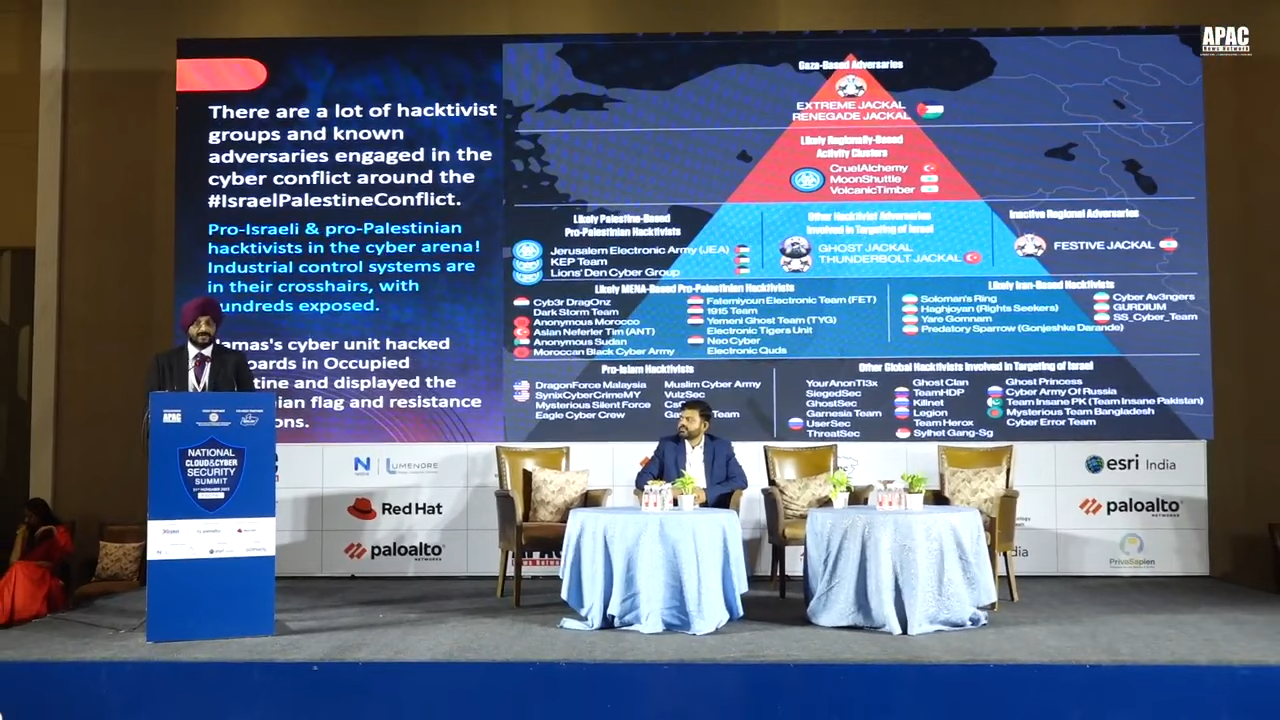 APAC
News Network
There are a lot of hacktivist
groups and known
adversaries engaged in the
cyber conflict around the
#IsraelPalestineConflict.
Pro-Israeli & pro-Palestinian
hacktivists in the cyber arena!
Industrial control systems are
in their crosshairs, with
undreds exposed.
amas's cyber unit hacked
oards in Occupied
tine and displayed the
ian flag and resistance
ons.
Gaza-Based Adversaries
EXTREME JACKAL
RENEGADE JACKAL
Likely Regionally-Based
Activity Clusters
CruelAlchemy
MoonShuttle
VolcanicTimber
Likely Palestine-Based
Pro-Palestinian Hacktivists
Jerusalem Electronic Army (JEA)
KEP Team
Lions' Den Cyber Group
Other Hacktivist Adversaries
Involved in Targeting of Israel
GHOST JACKAL
THUNDERBOLT JACKAL
Inactive Regional Adversaries
FESTIVE JACKAL
Likely MENA-Based Pro-Palestinian Hacktivists
Cyb3r DragOnz
Dark Storm Team
Anonymous Morocco
Aslan Neferler Tim (ANT)
Anonymous Sudan
Moroccan Black Cyber Army
Fatemiyoun Electronic Team (FET)
1915 Team
Yemeni Ghost Team (TYG)
Electronic Tigers Unit
Neo Cyber
Electronic Quds
Likely Iran-Based Hacktivists
Soloman's Ring
Haghjoyan (Rights Seekers)
Yare Gomnam
Predatory Sparrow (Gonjeshke Darande)
Cyber Av3ngers
GURDIUM
SS_Cyber_Team
Pro-Islam Hacktivists
DragonForce Malaysia
SynixCyberCrimeMY
Mysterious Silent Force
Eagle Cyber Crew
Muslim Cyber Army
VulzSec
Team
Other Global Hacktivists Involved in Targeting of Israel
YourAnonTl3x
SiegedSec
GhostSec
Garnesia Team
UserSec
ThreatSec
Ghost Clan
TeamHDP
Killnet
Legion
Team Herox
Sylhet Gang-Sg
Ghost Princess
Cyber Army Of Russia
Team Insane PK (Team Insane Pakistan)
Mysterious Team Bangladesh
Cyber Error Team
APAC
NATIONAL
CLOUD & CYBER
SECURITY
SUMMIT
LUMENORE
Red Hat
paloalto
NETWORKS
esri India
paloalto
NETWORKS
PrivaSapien